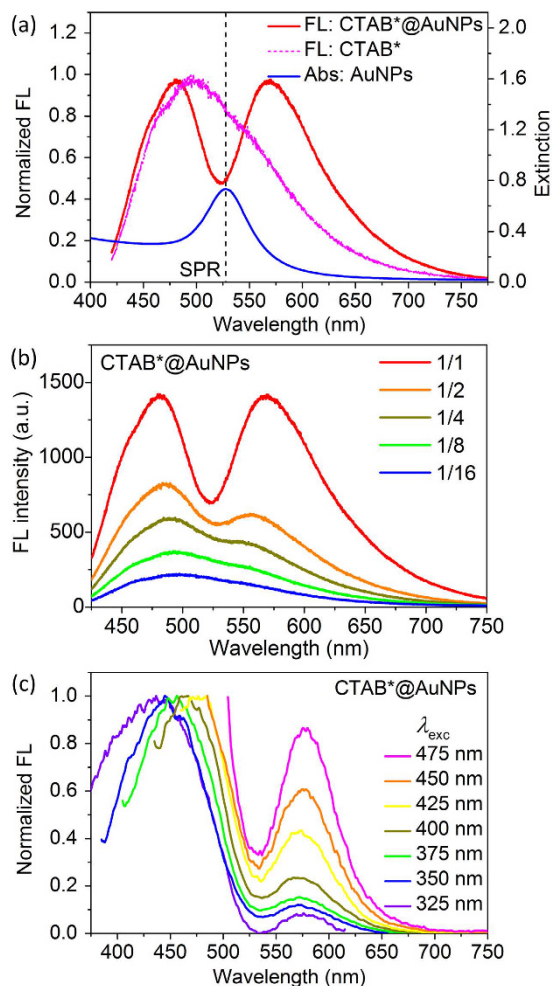 (a)
FL: CTAB*@AuNPs
FL: CTAB*
Abs: AuNPs
SPR
Normalized FL
0.0 0.2 0.4 0.6 0.8 1.0
Extinction
0.0 0.4 0.8 1.2 1.6 2.0
400 450 500 550 600 650 700 750
Wavelength (nm)
(b)
CTAB*@AuNPs
1/1
1/2
1/4
1/8
1/16
FL intensity (a.u.)
0 500 1000 1500
450 500 550 600 650 700 750
Wavelength (nm)
(c)
CTAB*@AuNPs
λexc
475 nm
450 nm
425 nm
400 nm
375 nm
350 nm
325 nm
Normalized FL
0.0 0.2 0.4 0.6 0.8 1.0
400 450 500 550 600 650 700 750
Wavelength (nm)